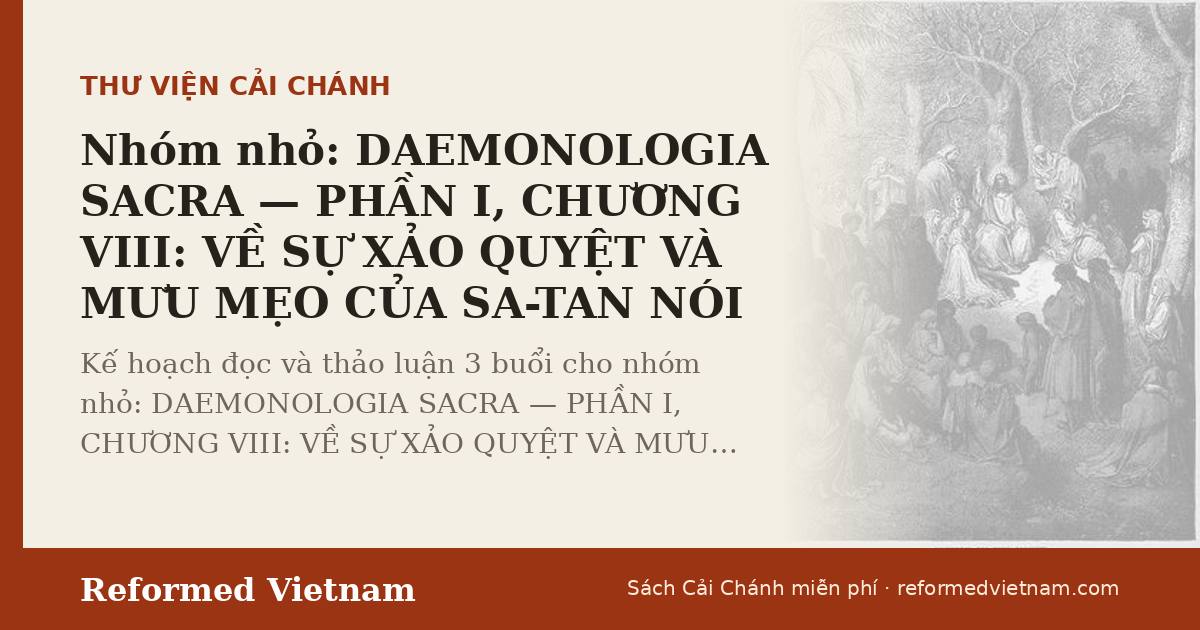 THƯ VIỆN CẢI CHÁNH
Nhóm nhỏ: DAEMONOLOGIA
SACRA — PHẦN I, CHƯƠNG
VIII: VỀ SỰ XẢO QUYỆT VÀ
MƯU MẸO CỦA SA-TAN NÓI
Kế hoạch đọc và thảo luận 3 buổi cho nhóm
nhỏ: DAEMONOLOGIA SACRA — PHẦN I,
CHƯƠNG VIII: VỀ SỰ XẢO QUYỆT VÀ MƯU…
Reformed Vietnam
Sách Cải Chánh miễn phí · reformedvietnam.com